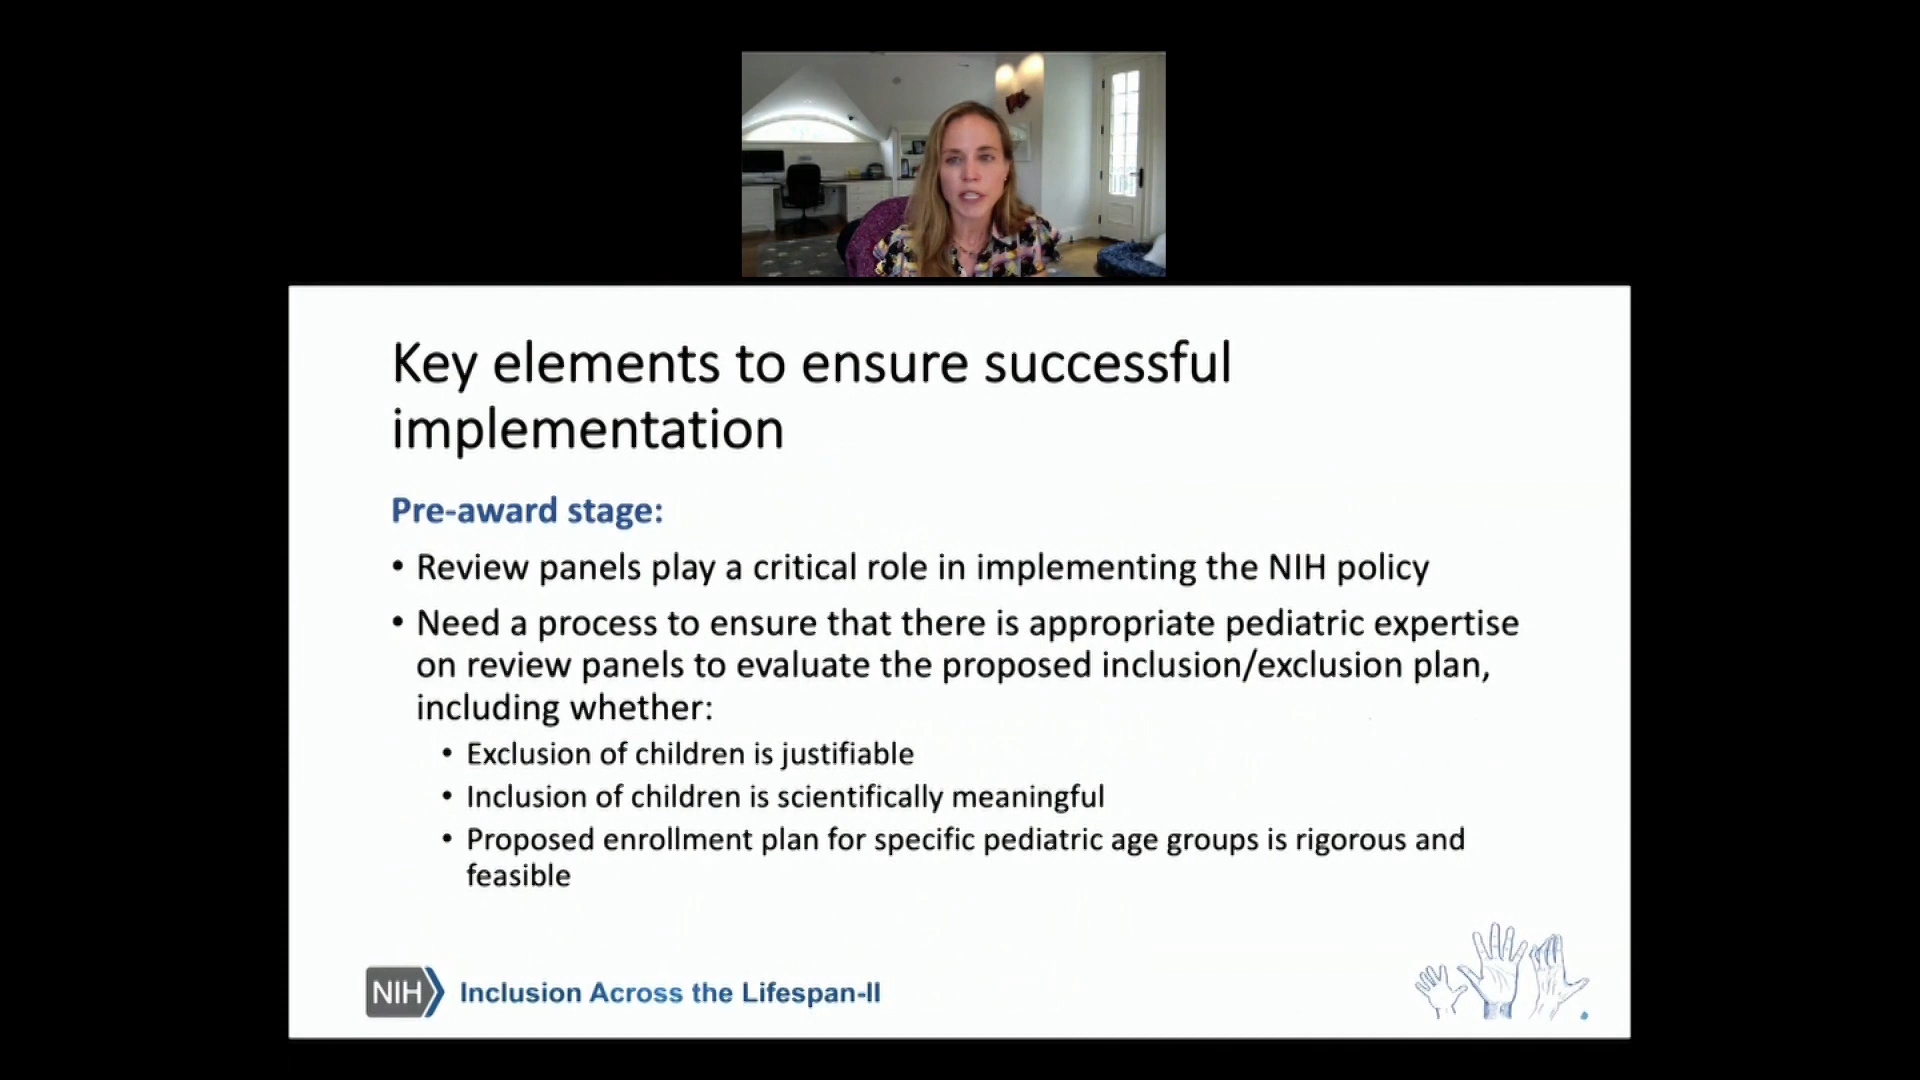 Key elements to ensure successful
implementation
Pre-award stage:
• Review panels play a critical role in implementing the NIH policy
• Need a process to ensure that there is appropriate pediatric expertise
on review panels to evaluate the proposed inclusion/exclusion plan,
including whether:
• Exclusion of children is justifiable
• Inclusion of children is scientifically meaningful
• Proposed enrollment plan for specific pediatric age groups is rigorous and
feasible
NIH Inclusion Across the Lifespan-II